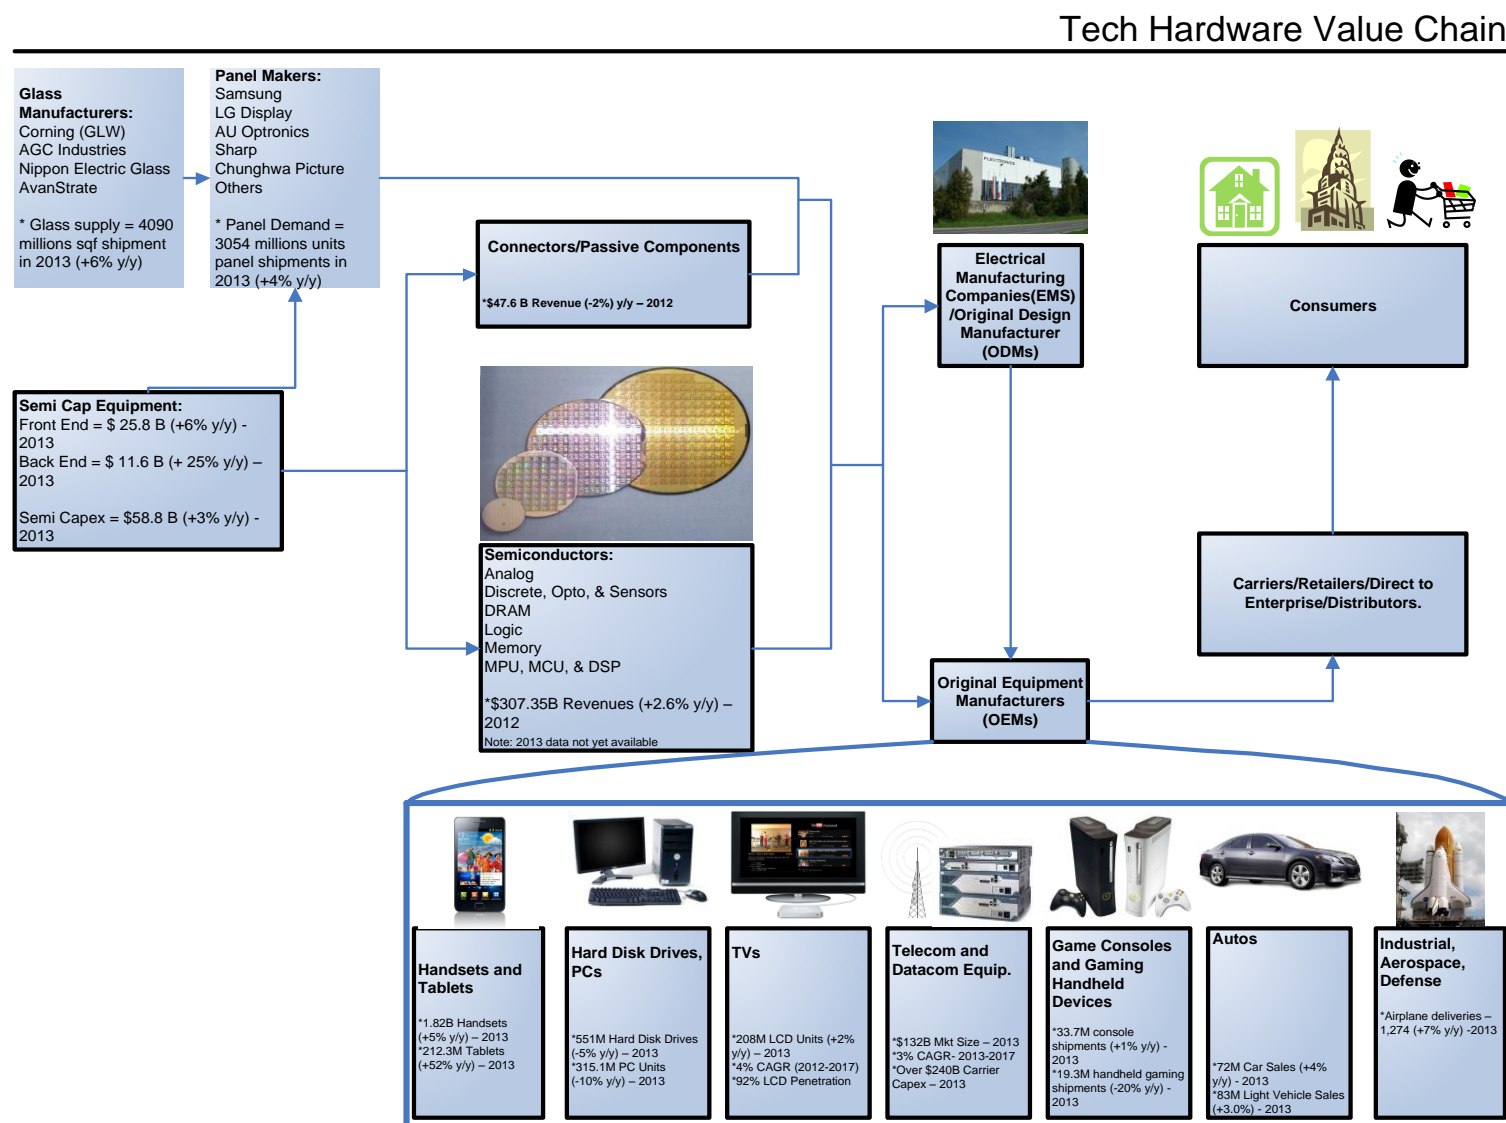 Tech Hardware Value Chain
Glass
Manufacturers:
Corning (GLW)
AGC Industries
Nippon Electric Glass
AvanStrate
* Glass supply = 4090
millions sqf shipment
in 2013 (+6% y/y)
Panel Makers:
Samsung
LG Display
AU Optronics
Sharp
Chunghwa Picture
Others
* Panel Demand =
3054 millions units
panel shipments in
2013 (+4% y/y)
Semi Cap Equipment:
Front End = $ 25.8 B (+6% y/y) -
2013
Back End = $ 11.6 B (+ 25% y/y) –
2013
Semi Capex = $58.8 B (+3% y/y) -
2013
Connectors/Passive Components
*$47.6 B Revenue (-2%) y/y – 2012
Semiconductors:
Analog
Discrete, Opto, & Sensors
DRAM
Logic
Memory
MPU, MCU, & DSP
*$307.35B Revenues (+2.6% y/y) –
2012
Note: 2013 data not yet available
Electrical
Manufacturing
Companies(EMS)
/Original Design
Manufacturer
(ODMs)
Original Equipment
Manufacturers
(OEMs)
Consumers
Carriers/Retailers/Direct to
Enterprise/Distributors.
Handsets and
Tablets
*1.82B Handsets
(+5% y/y) – 2013
*212.3M Tablets
(+52% y/y) – 2013
Hard Disk Drives,
PCs
*551M Hard Disk Drives
(-5% y/y) – 2013
*315.1M PC Units
(-10% y/y) – 2013
TVs
*208M LCD Units (+2%
y/y) – 2013
*4% CAGR (2012-2017)
*92% LCD Penetration
Telecom and
Datacom Equip.
*$132B Mkt Size – 2013
*3% CAGR- 2013-2017
*Over $240B Carrier
Capex – 2013
Game Consoles
and Gaming
Handheld
Devices
*33.7M console
shipments (+1% y/y) -
2013
*19.3M handheld gaming
shipments (-20% y/y) -
2013
Autos
*72M Car Sales (+4%
y/y) - 2013
*83M Light Vehicle Sales
(+3.0%) - 2013
Industrial,
Aerospace,
Defense
*Airplane deliveries –
1,274 (+7% y/y) -2013